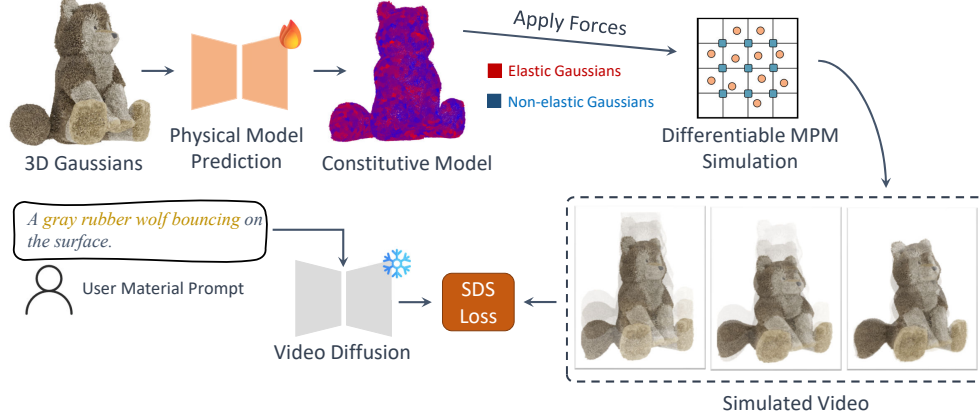 Apply Forces
Elastic Gaussians
Non-elastic Gaussians
3D Gaussians
Physical Model
Prediction
Constitutive Model
Differentiable MPM
Simulation
A gray rubber wolf bouncing on
the surface.
User Material Prompt
Video Diffusion
SDS
Loss
Simulated Video